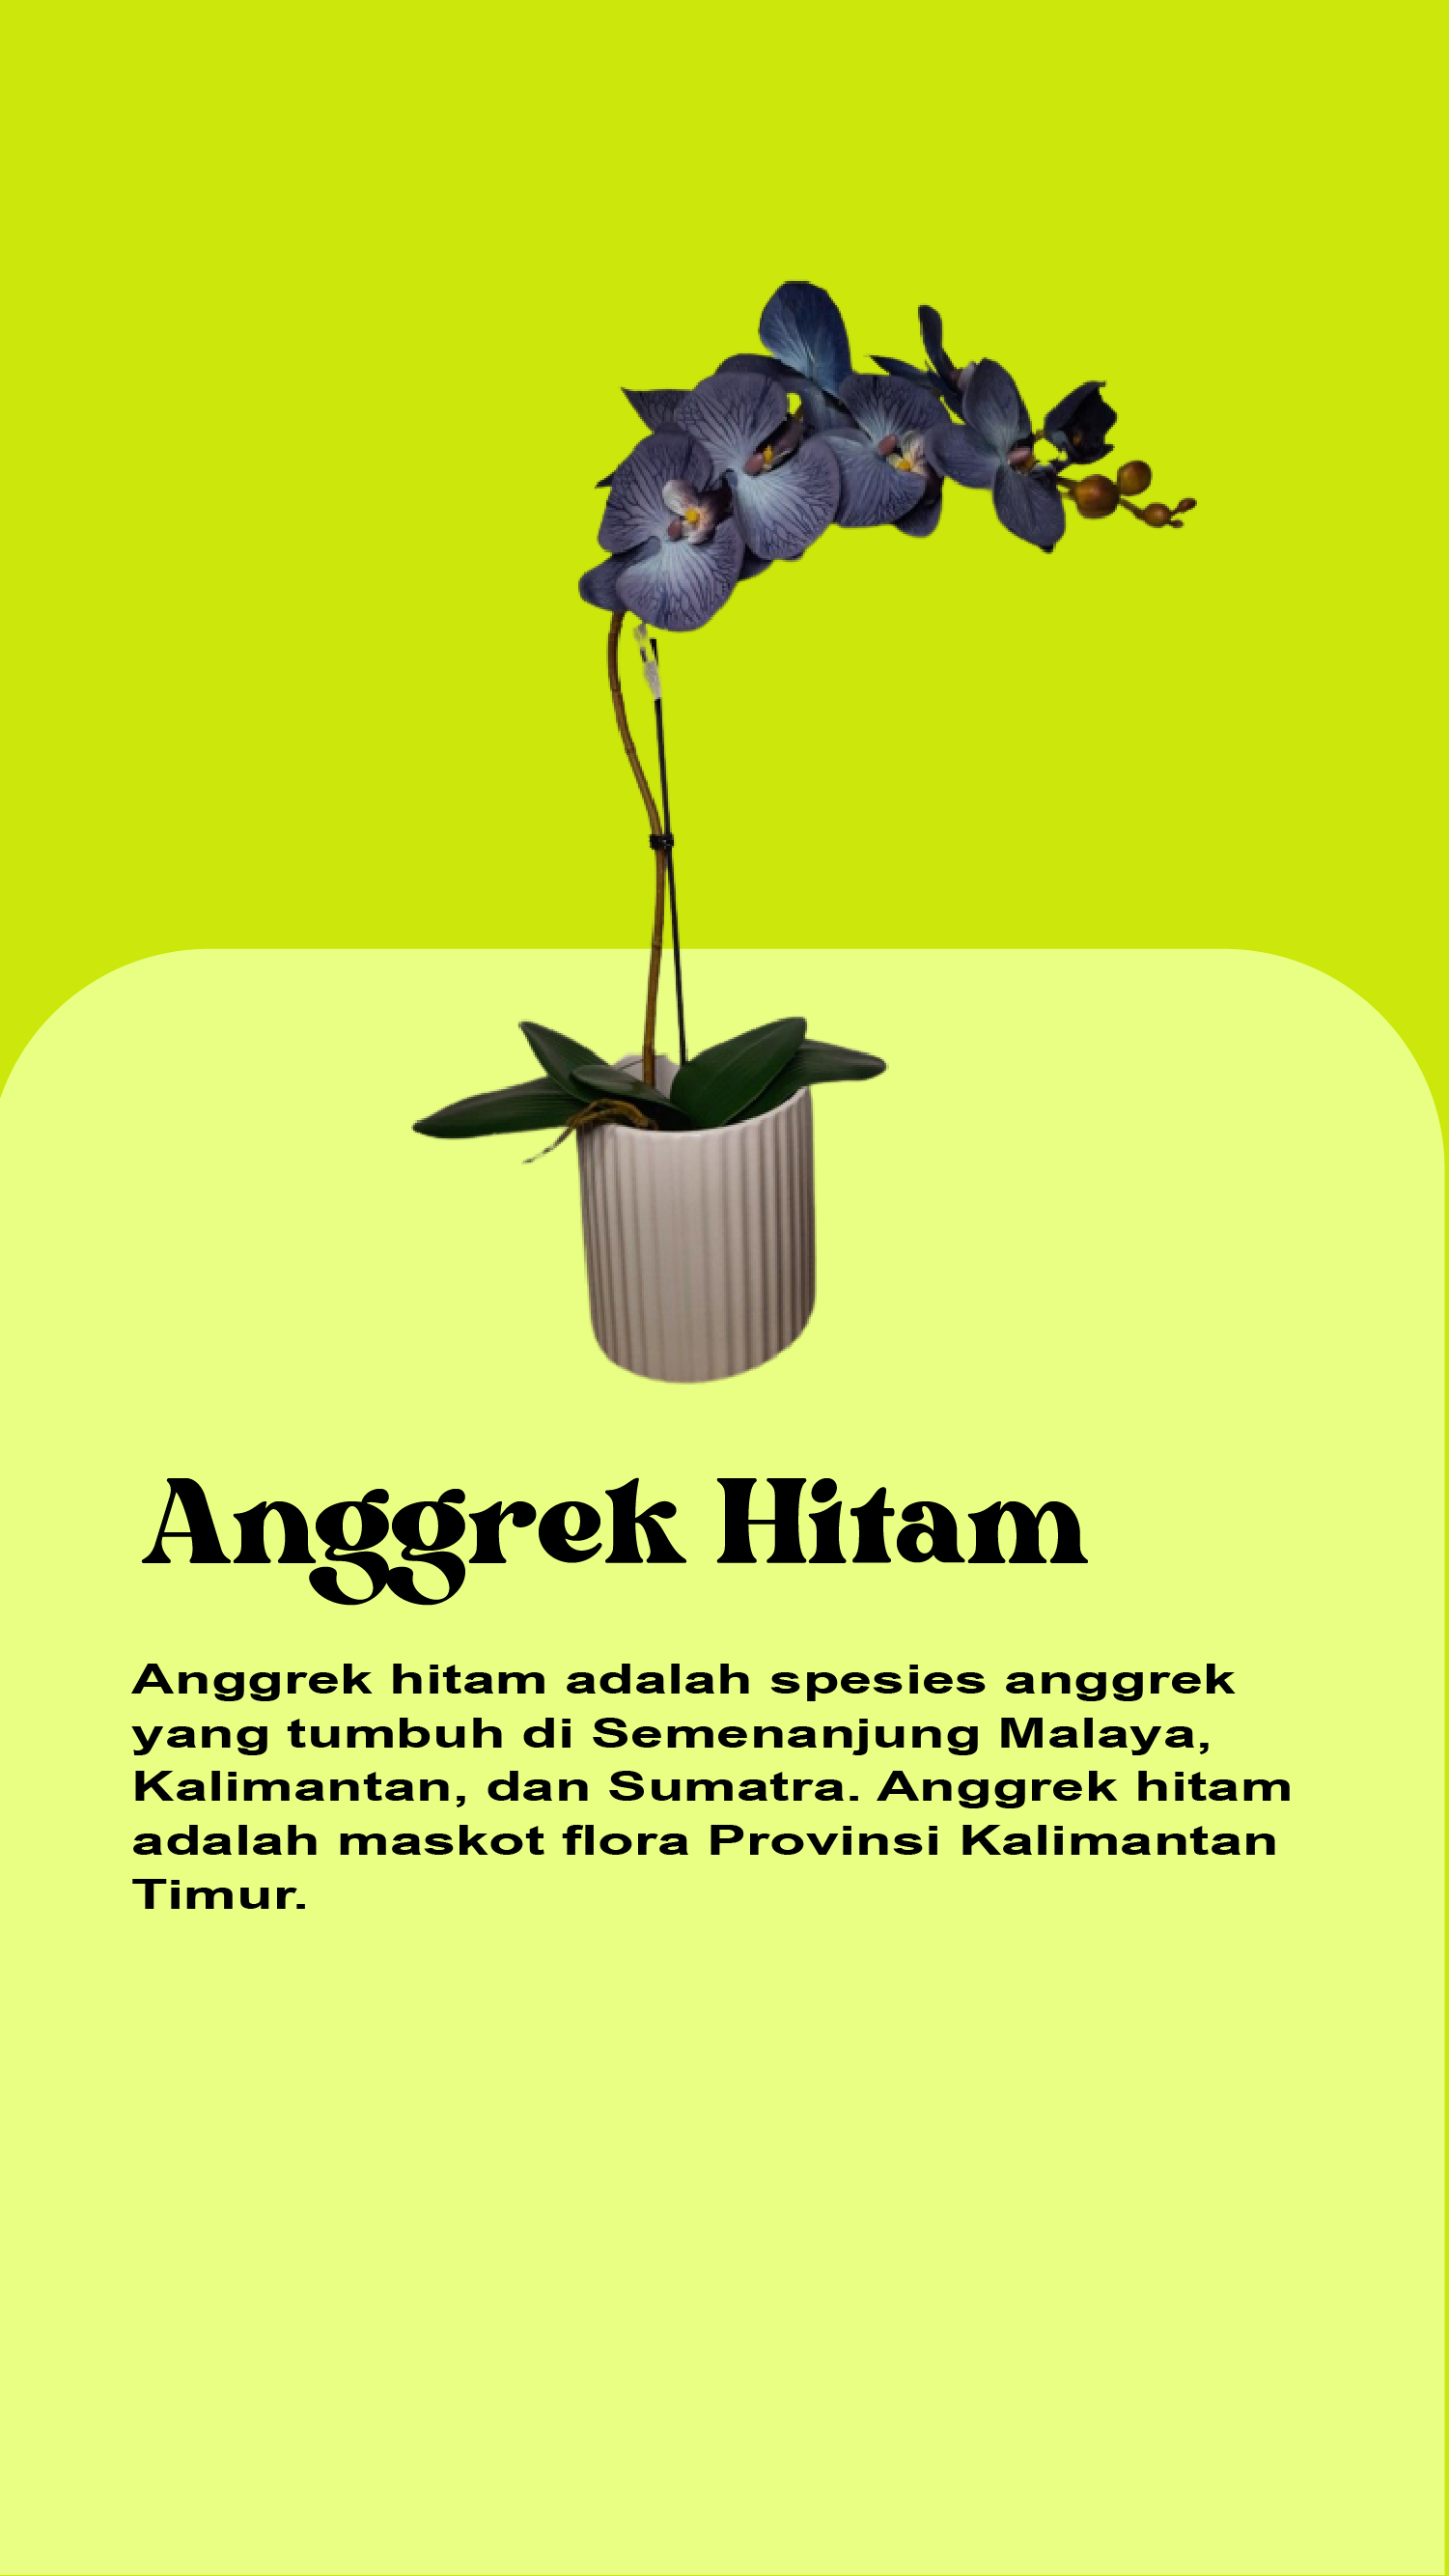 Anggrek Hitam
Anggrek hitam adalah spesies anggrek
yang tumbuh di Semenanjung Malaya,
Kalimantan, dan Sumatra. Anggrek hitam
adalah maskot flora Provinsi Kalimantan
Timur.